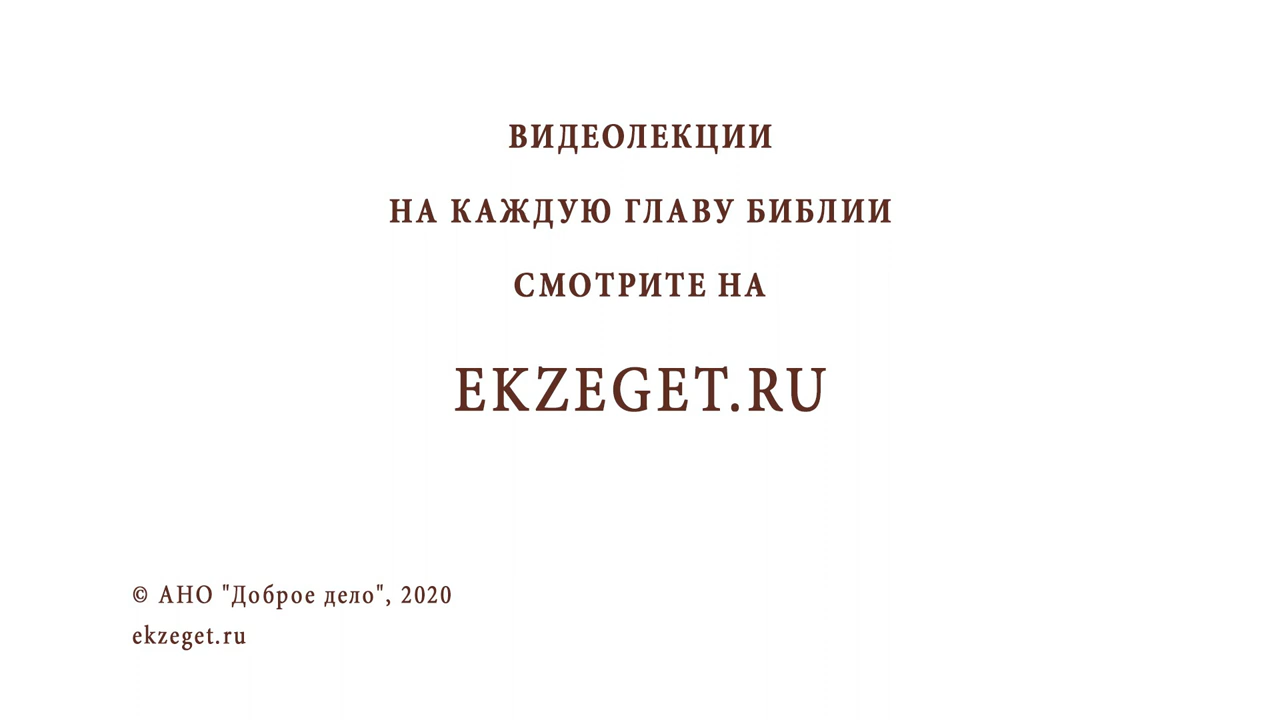 ВИДЕОЛЕКЦИИ
НА КАЖДУЮ ГЛАВУ БИБЛИИ
СМОТРИТЕ НА
EKZEGET.RU
© АНО "Доброе дело", 2020
ekzeget.ru